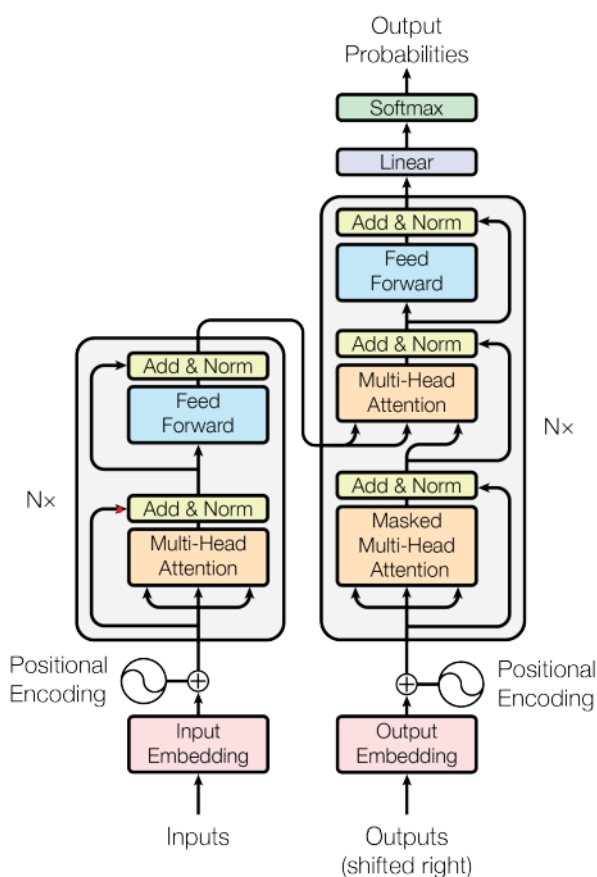 Output
Probabilities
Softmax
Linear
Add & Norm
Feed
Forward
Add & Norm
Multi-Head
Attention
Add & Norm
Masked
Multi-Head
Attention
Nx
Add & Norm
Feed
Forward
Add & Norm
Multi-Head
Attention
Nx
Positional
Encoding
Positional
Encoding
Input
Embedding
Output
Embedding
Inputs
Outputs
(shifted right)